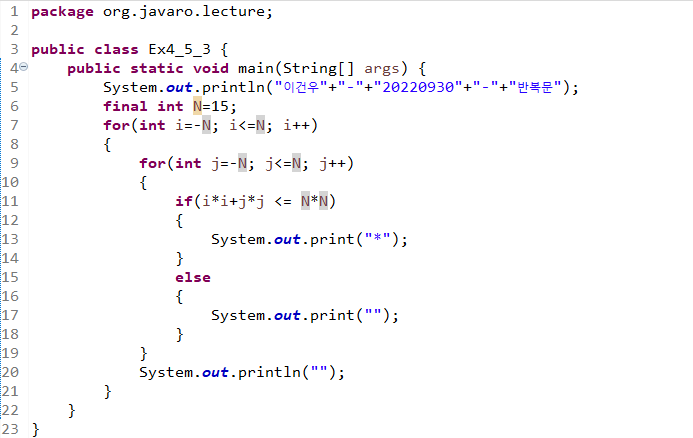 1 package org.javaro.lecture;
2
3 public class Ex4_5_3 {
4     public static void main(String[] args) {
5         System.out.println("이건우"+"-"+"20220930"+"-"+"반복문");
6         final int N=15;
7         for(int i=-N; i<=N; i++)
8         {
9             for(int j=-N; j<=N; j++)
10             {
11                 if(i*i+j*j <= N*N)
12                 {
13                     System.out.print("*");
14                 }
15                 else
16                 {
17                     System.out.print("");
18                 }
19             }
20             System.out.println("");
21         }
22     }
23 }